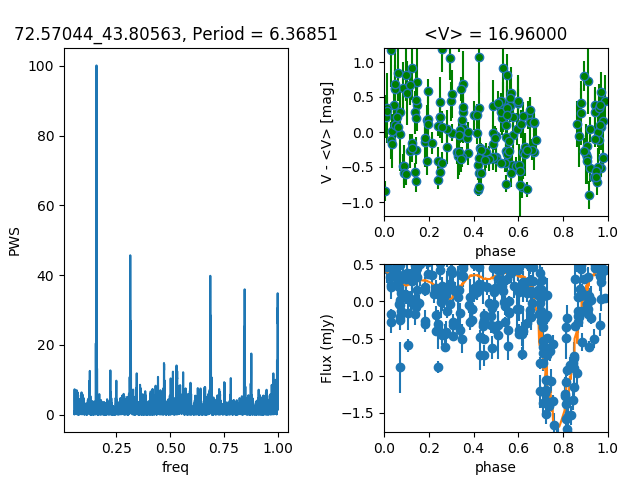 72.57044_43.80563, Period = 6.36851
PWS
100
80
60
40
20
0
0.25 0.50 0.75 1.00
freq
<V> = 16.96000
V - <V> [mag]
1.0
0.5
0.0
−0.5
−1.0
0.0 0.2 0.4 0.6 0.8 1.0
phase
Flux (mJy)
0.5
0.0
−0.5
−1.0
−1.5
0.0 0.2 0.4 0.6 0.8 1.0
phase